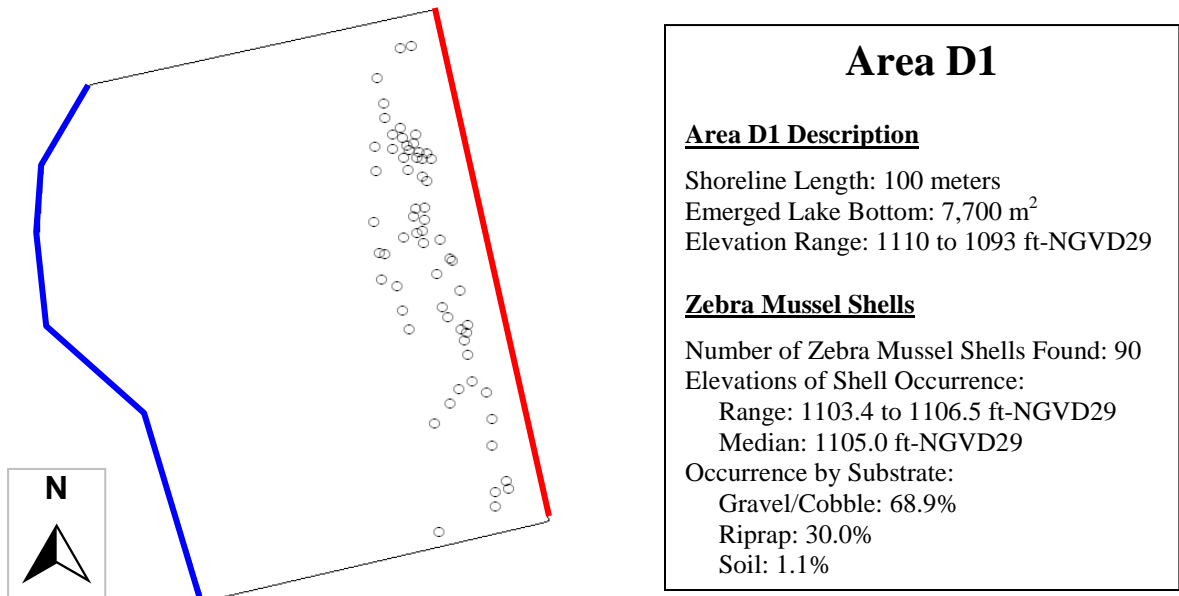 Area D1
Area D1 Description
Shoreline Length: 100 meters
Emerged Lake Bottom: 7,700 m²
Elevation Range: 1110 to 1093 ft-NGVD29
Zebra Mussel Shells
Number of Zebra Mussel Shells Found: 90
Elevations of Shell Occurrence:
Range: 1103.4 to 1106.5 ft-NGVD29
Median: 1105.0 ft-NGVD29
Occurrence by Substrate:
Gravel/Cobble: 68.9%
Riprap: 30.0%
Soil: 1.1%
N